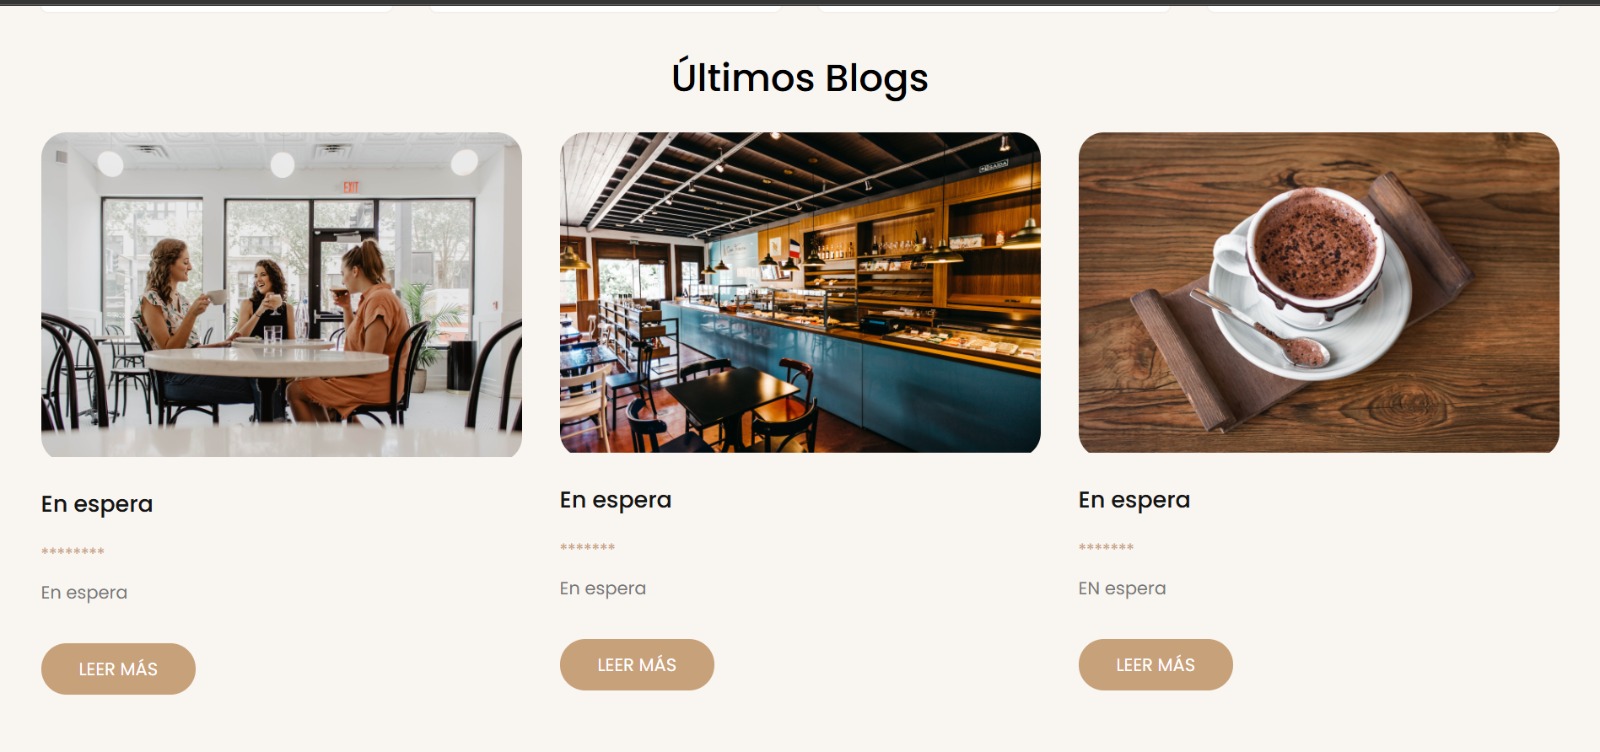 Últimos Blogs
EXIT
En espera
********
En espera
LEER MÁS
En espera
*******
En espera
LEER MÁS
En espera
*******
EN espera
LEER MÁS